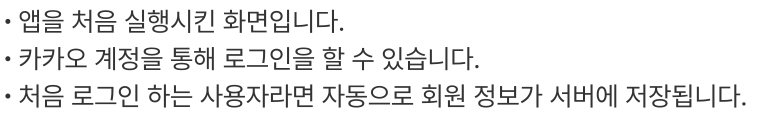 • 앱을 처음 실행시킨 화면입니다.
• 카카오 계정을 통해 로그인을 할 수 있습니다.
• 처음 로그인 하는 사용자라면 자동으로 회원 정보가 서버에 저장됩니다.